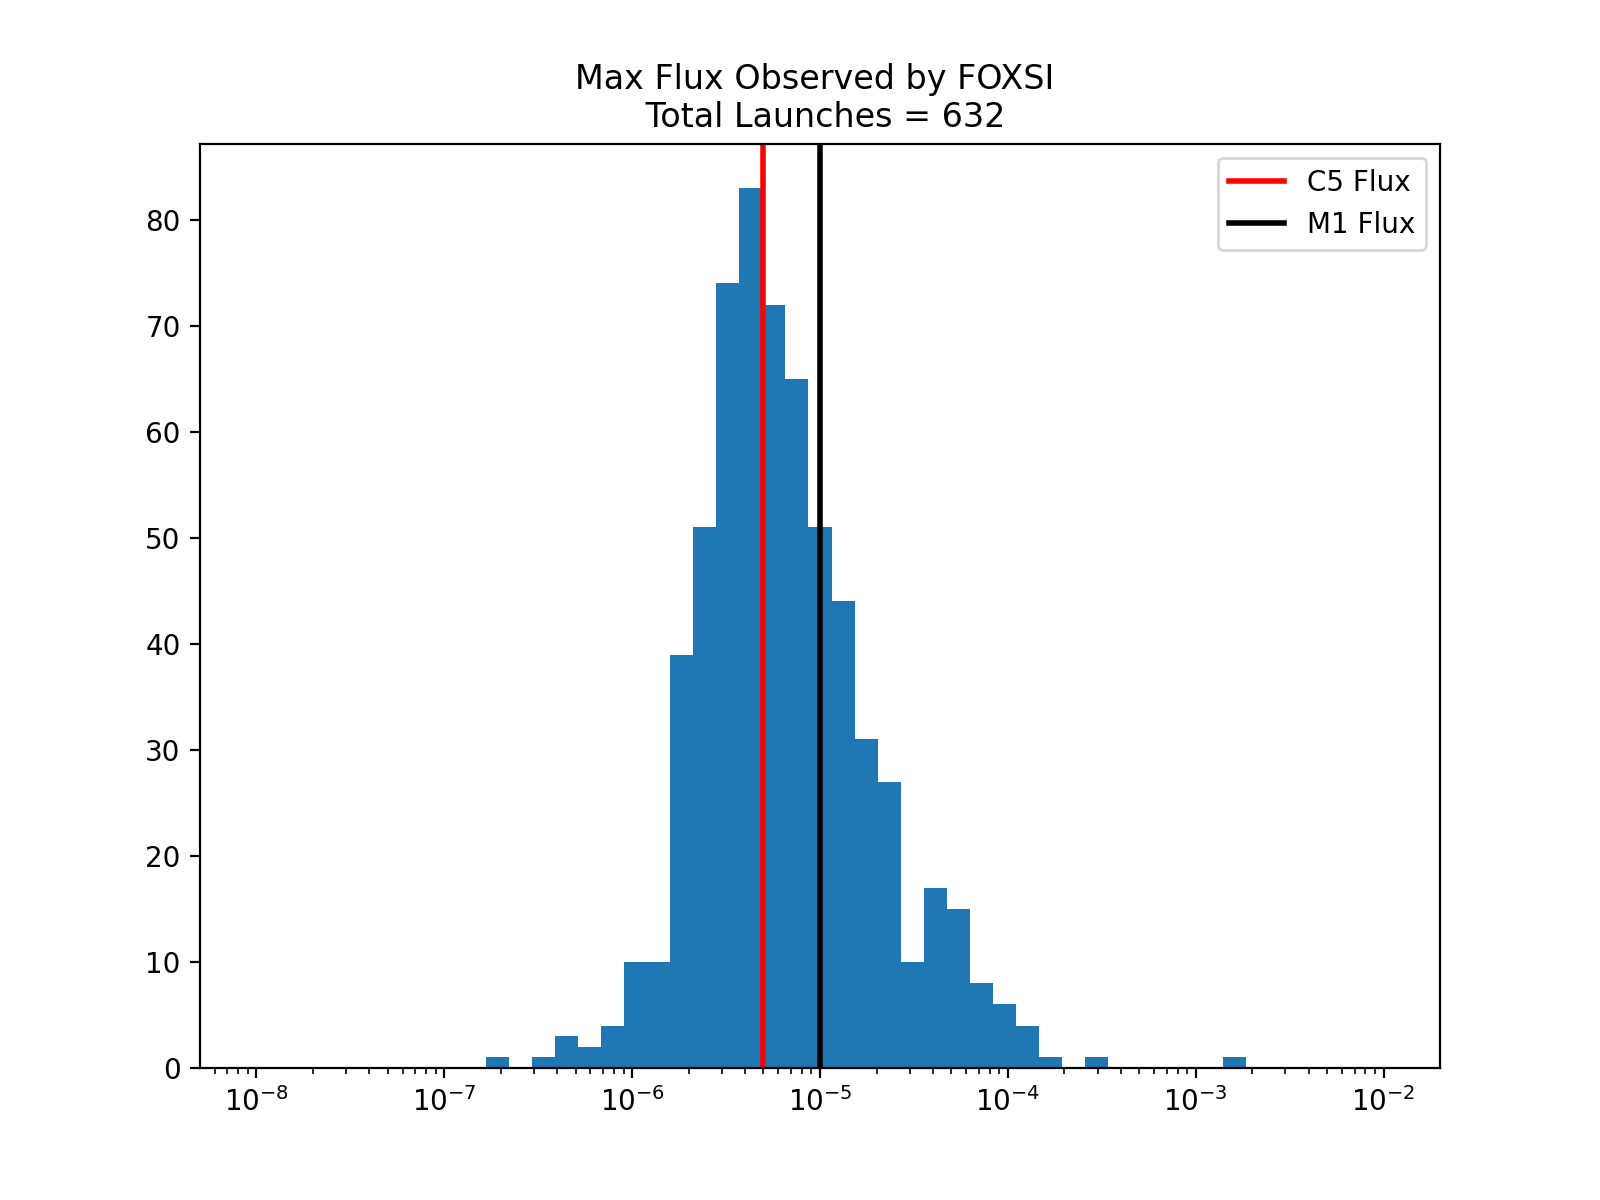 Max Flux Observed by FOXSI
Total Launches = 632
C5 Flux
M1 Flux
80
70
60
50
40
30
20
10
0
10⁻⁸ 10⁻⁷ 10⁻⁶ 10⁻⁵ 10⁻⁴ 10⁻³ 10⁻²